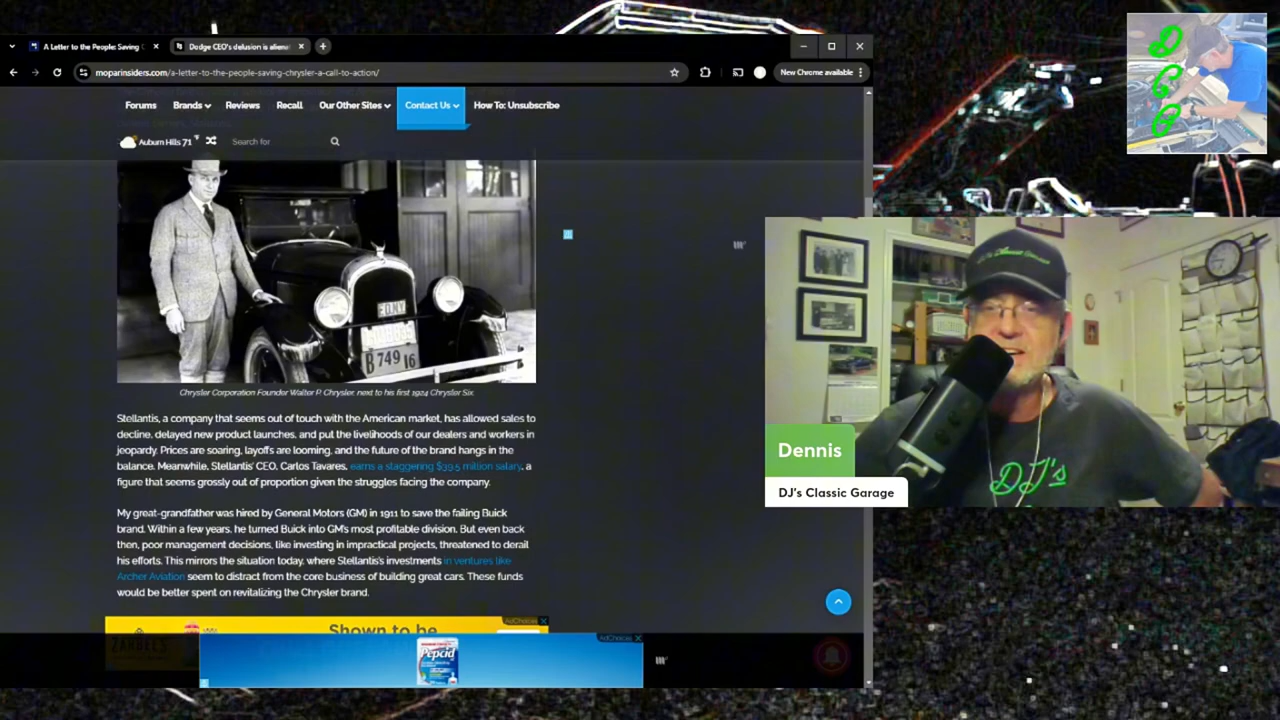 A Letter to the People: Saving C
Dodge CEO's delusion is aliena
moparinsiders.com/a-letter-to-the-people-saving-chrysler-a-call-to-action/
New Chrome available
Forums Brands Reviews Recall Our Other Sites Contact Us How To: Unsubscribe
Auburn Hills 71 °F Search for
B 749 16
Chrysler Corporation Founder Walter P. Chrysler, next to his first 1924 Chrysler Six.
Stellantis, a company that seems out of touch with the American market, has allowed sales to
decline, delayed new product launches, and put the livelihoods of our dealers and workers in
jeopardy. Prices are soaring, layoffs are looming, and the future of the brand hangs in the
balance. Meanwhile, Stellantis' CEO, Carlos Tavares, earns a staggering $39.5 million salary, a
figure that seems grossly out of proportion given the struggles facing the company.
My great-grandfather was hired by General Motors (GM) in 1911 to save the failing Buick
brand. Within a few years, he turned Buick into GM's most profitable division. But even back
then, poor management decisions, like investing in impractical projects, threatened to derail
his efforts. This mirrors the situation today, where Stellantis's investments in ventures like
Archer Aviation seem to distract from the core business of building great cars. These funds
would be better spent on revitalizing the Chrysler brand.
AdChoices
Shown to be
ZARBEE'S
AdChoices
Pepcid
DGG
Dennis
DJ's Classic Garage
DJ's